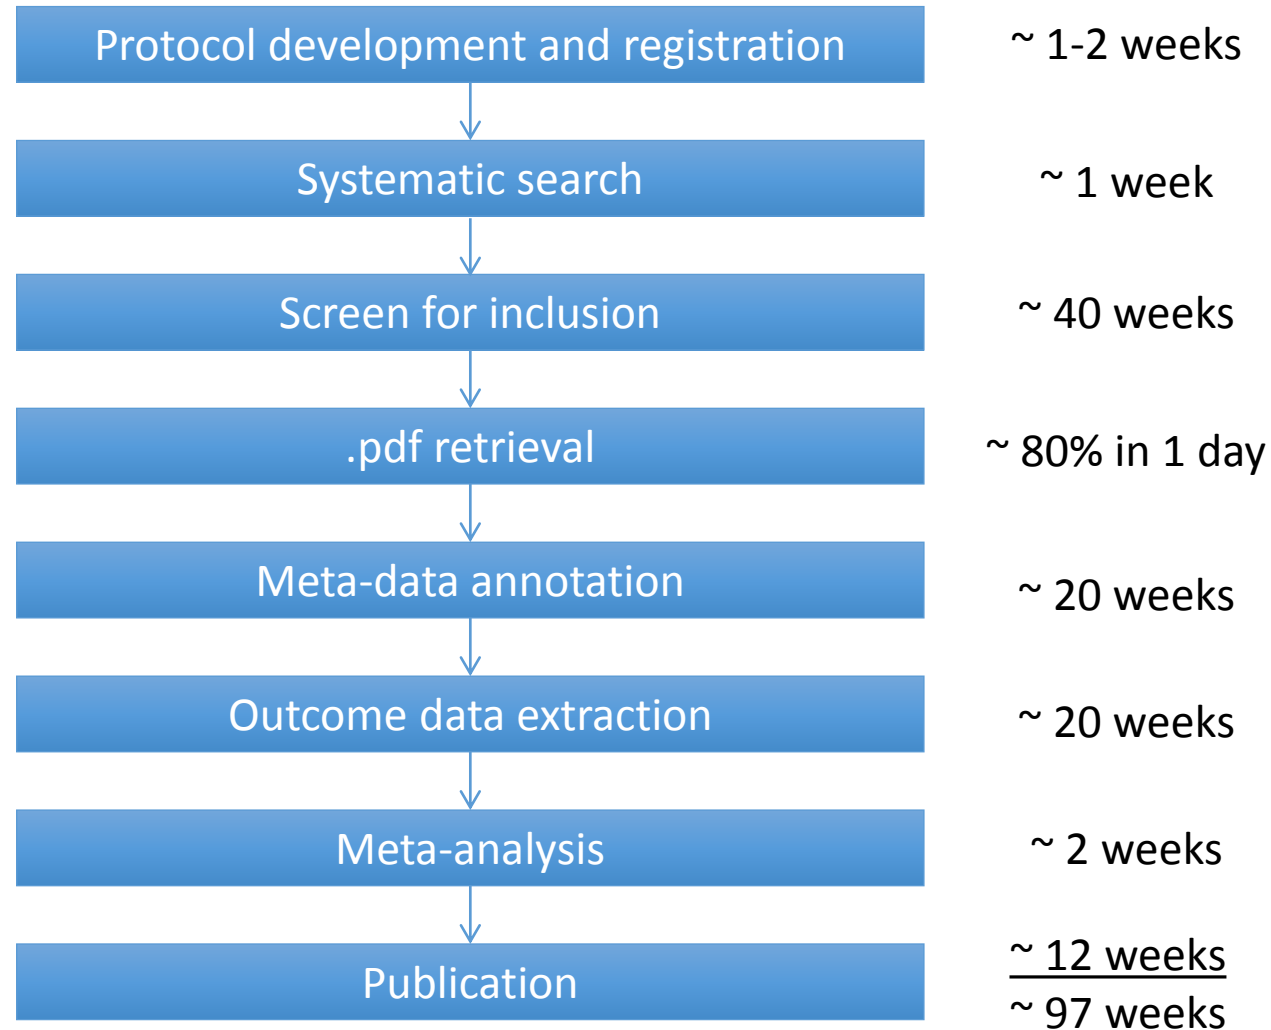 Protocol development and registration ~ 1-2 weeks
Systematic search ~ 1 week
Screen for inclusion ~ 40 weeks
.pdf retrieval ~ 80% in 1 day
Meta-data annotation ~ 20 weeks
Outcome data extraction ~ 20 weeks
Meta-analysis ~ 2 weeks
Publication ~ 12 weeks
~ 97 weeks